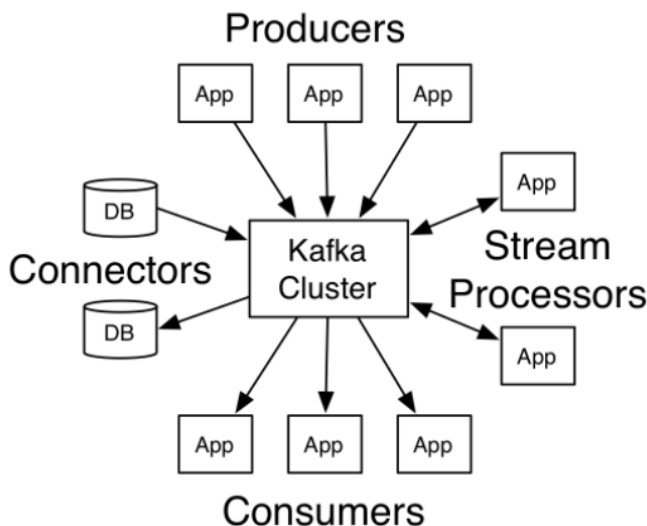 Producers
App
App
App
DB
App
Kafka
Cluster
Connectors
Stream
Processors
DB
App
App
App
App
Consumers